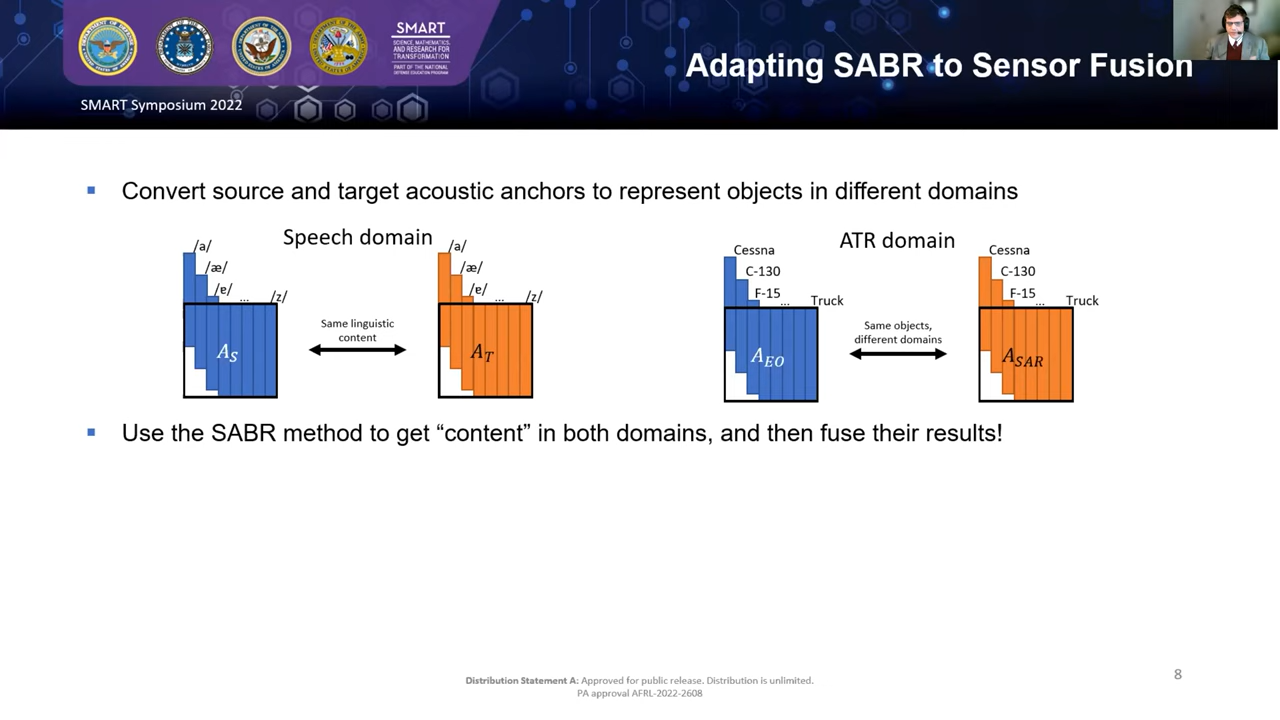 SMART
SCIENCE, MATHEMATICS,
AND RESEARCH FOR
TRANSFORMATION
PART OF THE NATIONAL
DEFENSE EDUCATION PROGRAM
Adapting SABR to Sensor Fusion
SMART Symposium 2022
Convert source and target acoustic anchors to represent objects in different domains
Speech domain
/a/
/æ/
/ɐ/
...
/z/
A_S
Same linguistic
content
/a/
/æ/
/ɐ/
...
/z/
A_T
ATR domain
Cessna
C-130
F-15
...
Truck
A_EO
Same objects,
different domains
Cessna
C-130
F-15
...
Truck
A_SAR
Use the SABR method to get “content” in both domains, and then fuse their results!
Distribution Statement A: Approved for public release. Distribution is unlimited.
PA approval AFRL-2022-2608
8